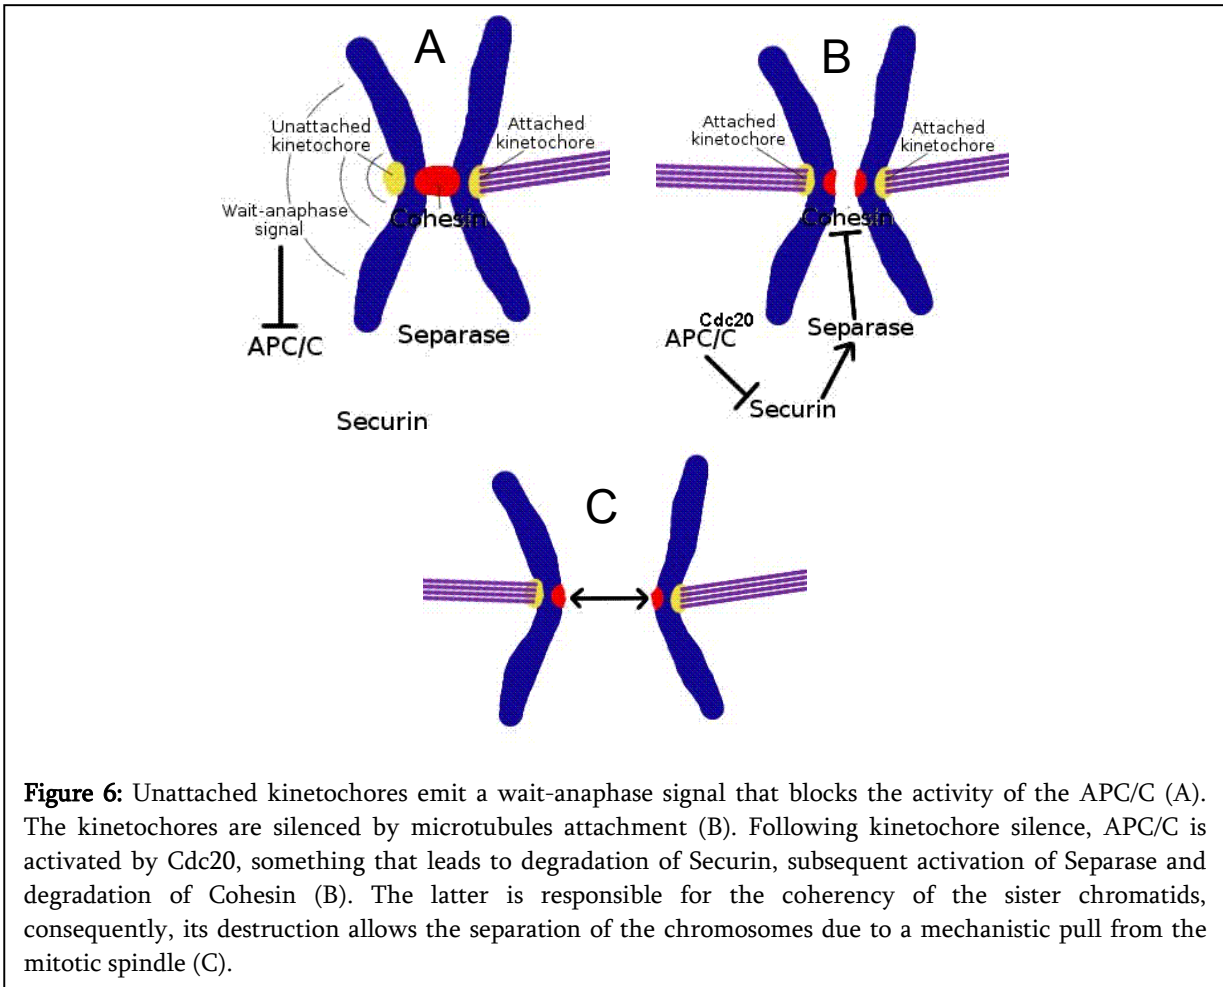 A
Unattached
kinetochore
Attached
kinetochore
Wait-anaphase
signal
Cohesin
APC/C
Separase
Securin
B
Attached
kinetochore
Attached
kinetochore
Cohesin
APC/C Cdc20
Separase
Securin
C
Figure 6: Unattached kinetochores emit a wait-anaphase signal that blocks the activity of the APC/C (A).
The kinetochores are silenced by microtubules attachment (B). Following kinetochore silence, APC/C is
activated by Cdc20, something that leads to degradation of Securin, subsequent activation of Separase and
degradation of Cohesin (B). The latter is responsible for the coherency of the sister chromatids,
consequently, its destruction allows the separation of the chromosomes due to a mechanistic pull from the
mitotic spindle (C).